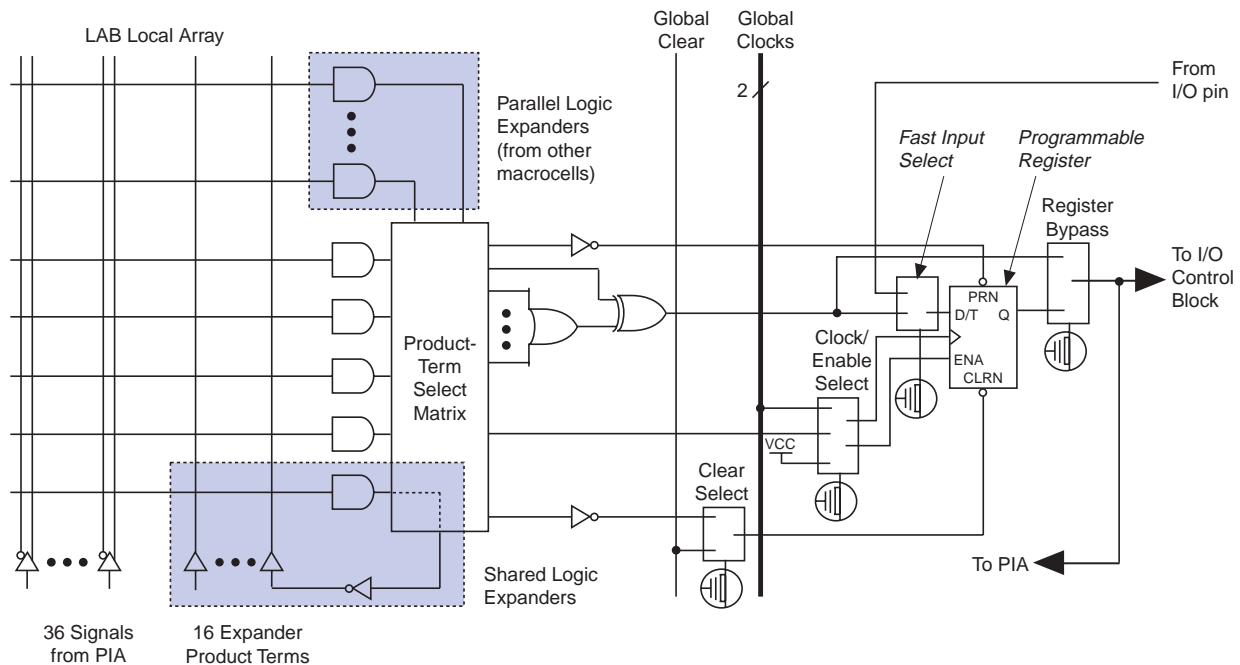 LAB Local Array
Global
Clear
Global
Clocks
2
Parallel Logic
Expanders
(from other
macrocells)
From
I/O pin
Fast Input
Select
Programmable
Register
Register
Bypass
To I/O
Control
Block
PRN
D/T
Q
ENA
CLRN
Product-
Term
Select
Matrix
Clock/
Enable
Select
VCC
Clear
Select
To PIA
Shared Logic
Expanders
36 Signals
from PIA
16 Expander
Product Terms